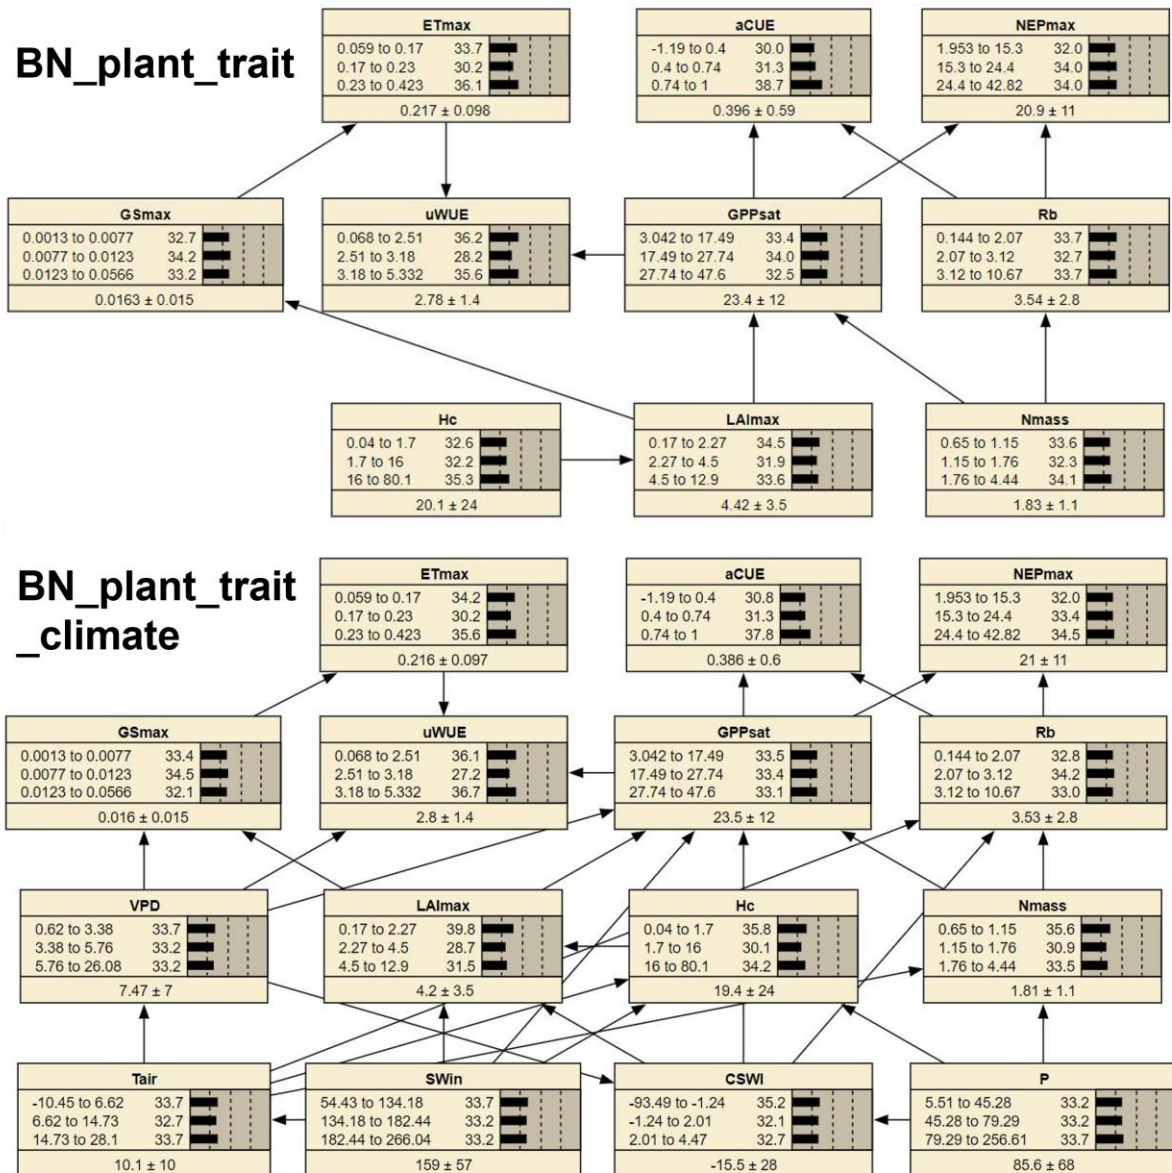 BN_plant_trait
ETmax
0.059 to 0.17 33.7
0.17 to 0.23 30.2
0.23 to 0.423 36.1
0.217 ± 0.098
aCUE
-1.19 to 0.4 30.0
0.4 to 0.74 31.3
0.74 to 1 38.7
0.396 ± 0.59
NEPmax
1.953 to 15.3 32.0
15.3 to 24.4 34.0
24.4 to 42.82 34.0
20.9 ± 11
GSmax
0.0013 to 0.0077 32.7
0.0077 to 0.0123 34.2
0.0123 to 0.0566 33.2
0.0163 ± 0.015
uWUE
0.068 to 2.51 36.2
2.51 to 3.18 28.2
3.18 to 5.332 35.6
2.78 ± 1.4
GPPsat
3.042 to 17.49 33.4
17.49 to 27.74 34.0
27.74 to 47.6 32.5
23.4 ± 12
Rb
0.144 to 2.07 33.7
2.07 to 3.12 32.7
3.12 to 10.67 33.7
3.54 ± 2.8
Hc
0.04 to 1.7 32.6
1.7 to 16 32.2
16 to 80.1 35.3
20.1 ± 24
LAImax
0.17 to 2.27 34.5
2.27 to 4.5 31.9
4.5 to 12.9 33.6
4.42 ± 3.5
Nmass
0.65 to 1.15 33.6
1.15 to 1.76 32.3
1.76 to 4.44 34.1
1.83 ± 1.1
BN_plant_trait
_climate
ETmax
0.059 to 0.17 34.2
0.17 to 0.23 30.2
0.23 to 0.423 35.6
0.216 ± 0.097
aCUE
-1.19 to 0.4 30.8
0.4 to 0.74 31.3
0.74 to 1 37.8
0.386 ± 0.6
NEPmax
1.953 to 15.3 32.0
15.3 to 24.4 33.4
24.4 to 42.82 34.5
21 ± 11
GSmax
0.0013 to 0.0077 33.4
0.0077 to 0.0123 34.5
0.0123 to 0.0566 32.1
0.016 ± 0.015
uWUE
0.068 to 2.51 36.1
2.51 to 3.18 27.2
3.18 to 5.332 36.7
2.8 ± 1.4
GPPsat
3.042 to 17.49 33.5
17.49 to 27.74 33.4
27.74 to 47.6 33.1
23.5 ± 12
Rb
0.144 to 2.07 32.8
2.07 to 3.12 34.2
3.12 to 10.67 33.0
3.53 ± 2.8
VPD
0.62 to 3.38 33.7
3.38 to 5.76 33.2
5.76 to 26.08 33.2
7.47 ± 7
LAImax
0.17 to 2.27 39.8
2.27 to 4.5 28.7
4.5 to 12.9 31.5
4.2 ± 3.5
Hc
0.04 to 1.7 35.8
1.7 to 16 30.1
16 to 80.1 34.2
19.4 ± 24
Nmass
0.65 to 1.15 35.6
1.15 to 1.76 30.9
1.76 to 4.44 33.5
1.81 ± 1.1
Tair
-10.45 to 6.62 33.7
6.62 to 14.73 32.7
14.73 to 28.1 33.7
10.1 ± 10
SWin
54.43 to 134.18 33.7
134.18 to 182.44 33.2
182.44 to 266.04 33.2
159 ± 57
CSWI
-93.49 to -1.24 35.2
-1.24 to 2.01 32.1
2.01 to 4.47 32.7
-15.5 ± 28
P
5.51 to 45.28 33.2
45.28 to 79.29 33.2
79.29 to 256.61 33.7
85.6 ± 68